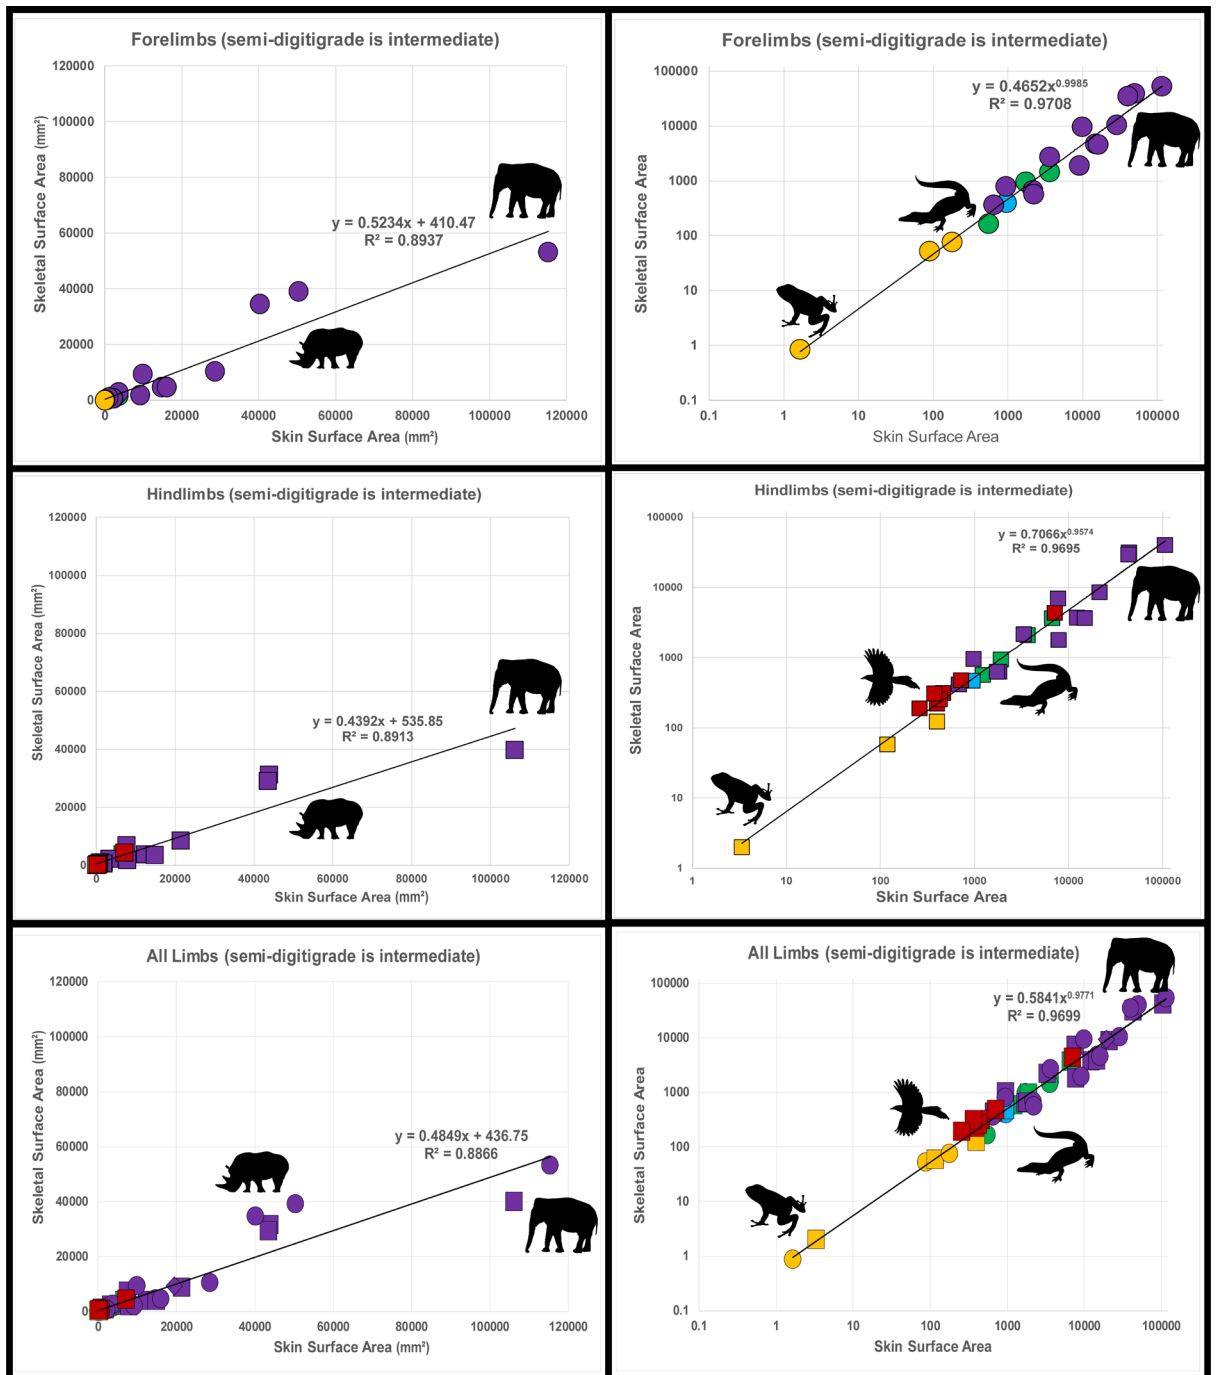 Forelimbs (semi-digitigrade is intermediate)
120000
100000
80000
60000
40000
20000
0
Skeletal Surface Area (mm²)
y = 0.5234x + 410.47
R² = 0.8937
0 20000 40000 60000 80000 100000 120000
Skin Surface Area (mm²)
Forelimbs (semi-digitigrade is intermediate)
100000
10000
1000
100
10
1
0.1
Skeletal Surface Area
y = 0.4652x^0.9985
R² = 0.9708
0.1 1 10 100 1000 10000 100000
Skin Surface Area
Hindlimbs (semi-digitigrade is intermediate)
120000
100000
80000
60000
40000
20000
0
Skeletal Surface Area (mm²)
y = 0.4392x + 535.85
R² = 0.8913
0 20000 40000 60000 80000 100000 120000
Skin Surface Area (mm²)
Hindlimbs (semi-digitigrade is intermediate)
100000
10000
1000
100
10
1
Skeletal Surface Area
y = 0.7066x^0.9574
R² = 0.9695
1 10 100 1000 10000 100000
Skin Surface Area
All Limbs (semi-digitigrade is intermediate)
120000
100000
80000
60000
40000
20000
0
Skeletal Surface Area (mm²)
y = 0.4849x + 436.75
R² = 0.8866
0 20000 40000 60000 80000 100000 120000
Skin Surface Area (mm²)
All Limbs (semi-digitigrade is intermediate)
100000
10000
1000
100
10
1
0.1
Skeletal Surface Area
y = 0.5841x^0.9771
R² = 0.9699
0.1 1 10 100 1000 10000 100000
Skin Surface Area